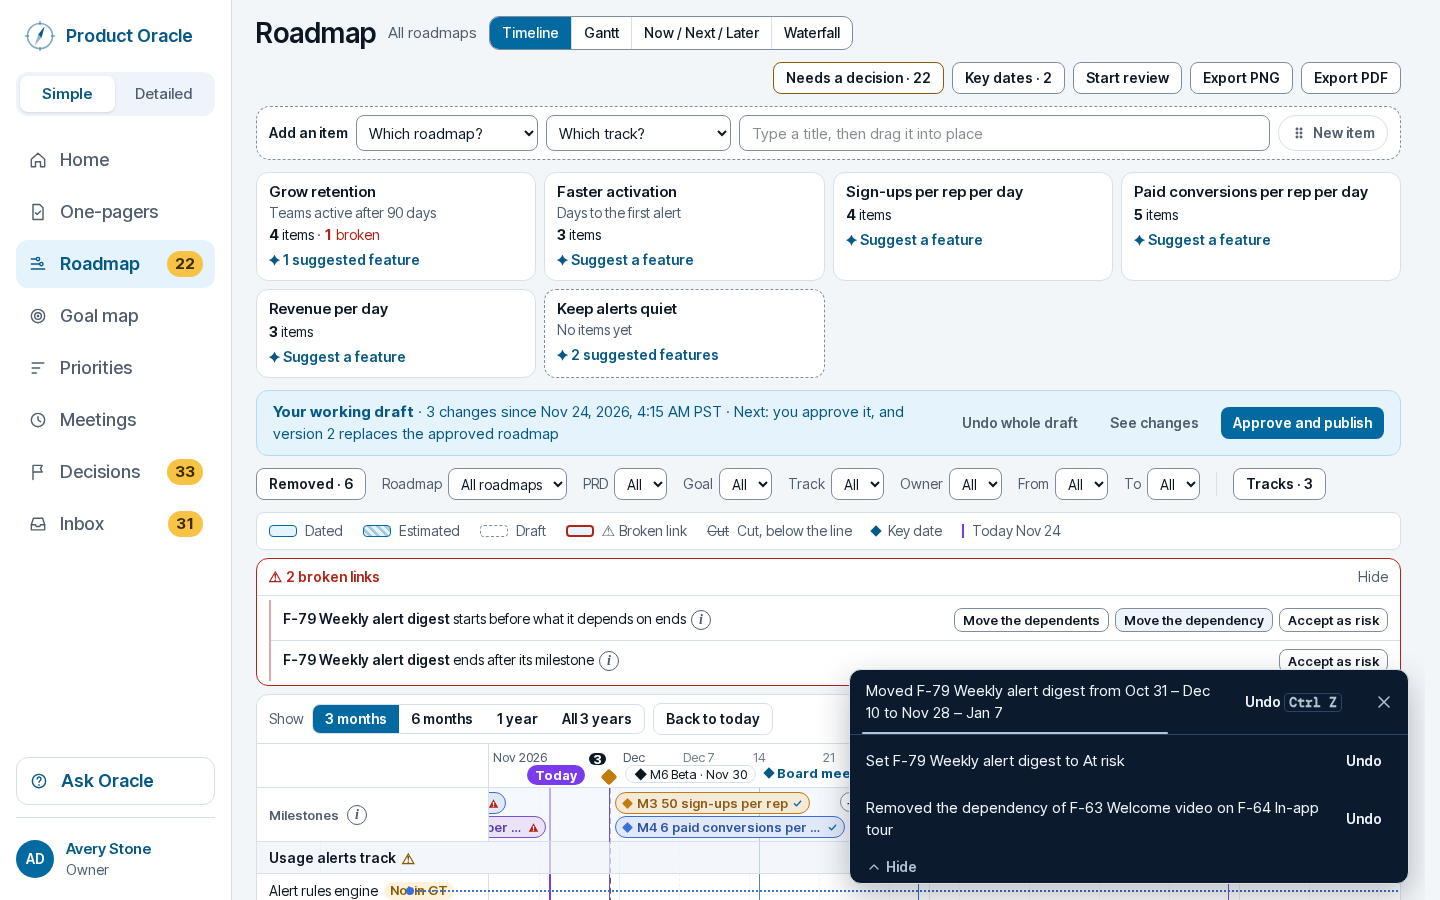 Product Oracle
Simple Detailed
Home
One-pagers
Roadmap 22
Goal map
Priorities
Meetings
Decisions 33
Inbox 31
Ask Oracle
AD Avery Stone
Owner
Roadmap All roadmaps Timeline Gantt Now / Next / Later Waterfall
Needs a decision · 22 Key dates · 2 Start review Export PNG Export PDF
Add an item Which roadmap? Which track? Type a title, then drag it into place New item
Grow retention
Teams active after 90 days
4 items · 1 broken
1 suggested feature
Faster activation
Days to the first alert
3 items
Suggest a feature
Sign-ups per rep per day
4 items
Suggest a feature
Paid conversions per rep per day
5 items
Suggest a feature
Revenue per day
3 items
Suggest a feature
Keep alerts quiet
No items yet
2 suggested features
Your working draft · 3 changes since Nov 24, 2026, 4:15 AM PST · Next: you approve it, and
version 2 replaces the approved roadmap
Undo whole draft See changes Approve and publish
Removed · 6 Roadmap All roadmaps PRD All Goal All Track All Owner All From All To All Tracks · 3
Dated Estimated Draft ⚠ Broken link Cut Cut, below the line Key date Today Nov 24
⚠ 2 broken links Hide
F-79 Weekly alert digest starts before what it depends on ends i Move the dependents Move the dependency Accept as risk
F-79 Weekly alert digest ends after its milestone i Accept as risk
Show 3 months 6 months 1 year All 3 years Back to today
Nov 2026 3 Dec Dec 7 14 21
Today M6 Beta · Nov 30 Board mee
Milestones i
M3 50 sign-ups per rep
per ... M4 6 paid conversions per ...
Usage alerts track ⚠
Alert rules engine Not in GT
Moved F-79 Weekly alert digest from Oct 31 – Dec
10 to Nov 28 – Jan 7
Undo Ctrl Z
Set F-79 Weekly alert digest to At risk Undo
Removed the dependency of F-63 Welcome video on F-64 In-app
tour
Undo
Hide